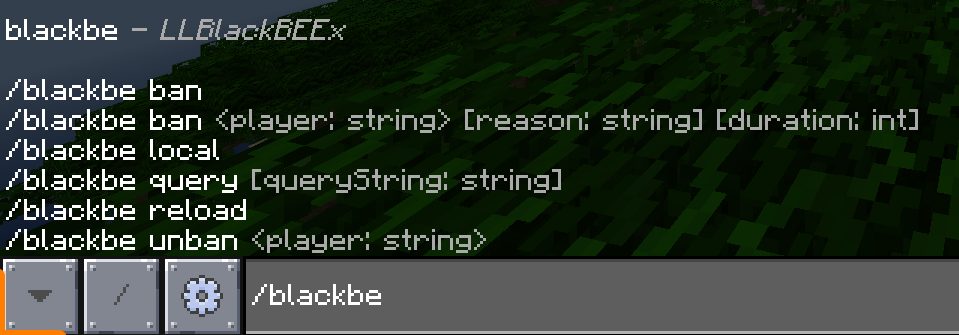 blackbe – LLBlackBEEx
/blackbe ban
/blackbe ban <player: string> [reason: string] [duration: int]
/blackbe local
/blackbe query [queryString: string]
/blackbe reload
/blackbe unban <player: string>
/
/blackbe